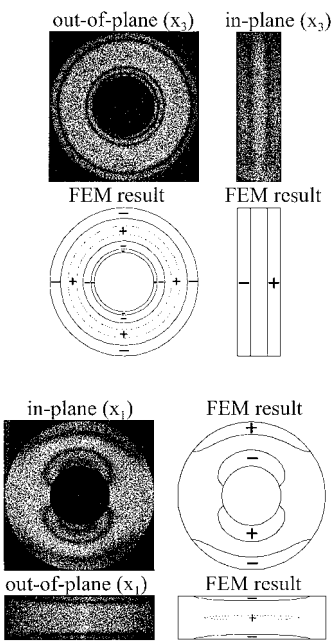 out-of-plane (x₃)
in-plane (x₃)
FEM result
FEM result
−
+
− + − − + −
−
+
−
− +
in-plane (x₁)
FEM result
+
−
+
−
out-of-plane (x₁)
FEM result
−
+
−